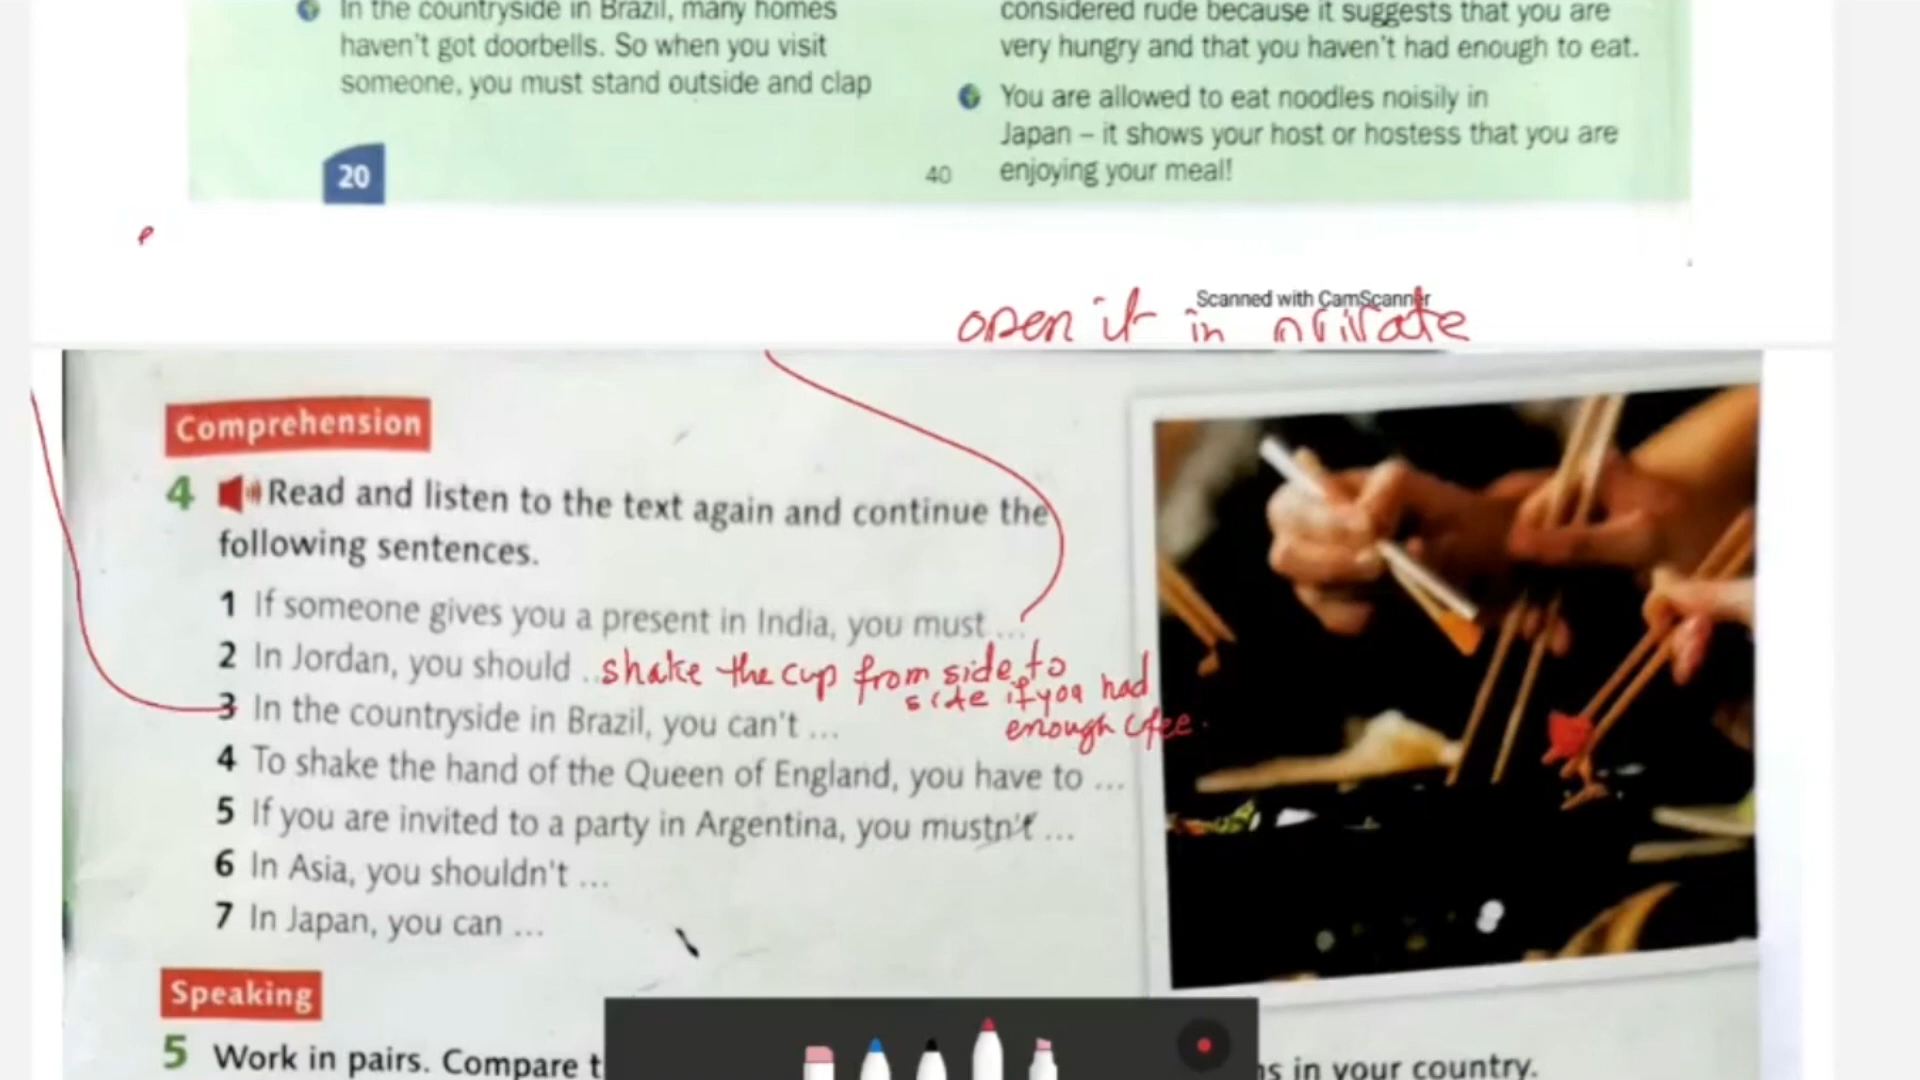 In the countryside in Brazil, many homes
haven't got doorbells. So when you visit
someone, you must stand outside and clap
20
considered rude because it suggests that you are
very hungry and that you haven't had enough to eat.
You are allowed to eat noodles noisily in
Japan – it shows your host or hostess that you are
40 enjoying your meal!
Scanned with CamScanner
open it in private
Comprehension
4 Read and listen to the text again and continue the
following sentences.
1 If someone gives you a present in India, you must ...
2 In Jordan, you should .. shake the cup from side to
side if you had
enough cfee.
3 In the countryside in Brazil, you can't ...
4 To shake the hand of the Queen of England, you have to ...
5 If you are invited to a party in Argentina, you mustn't ...
6 In Asia, you shouldn't ...
7 In Japan, you can ...
Speaking
5 Work in pairs. Compare t
in your country.